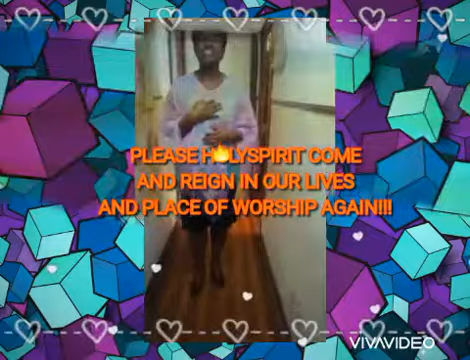 PLEASE H🔥LYSPIRIT COME
AND REIGN IN OUR LIVES
AND PLACE OF WORSHIP AGAIN!!!
VIVAVIDEO